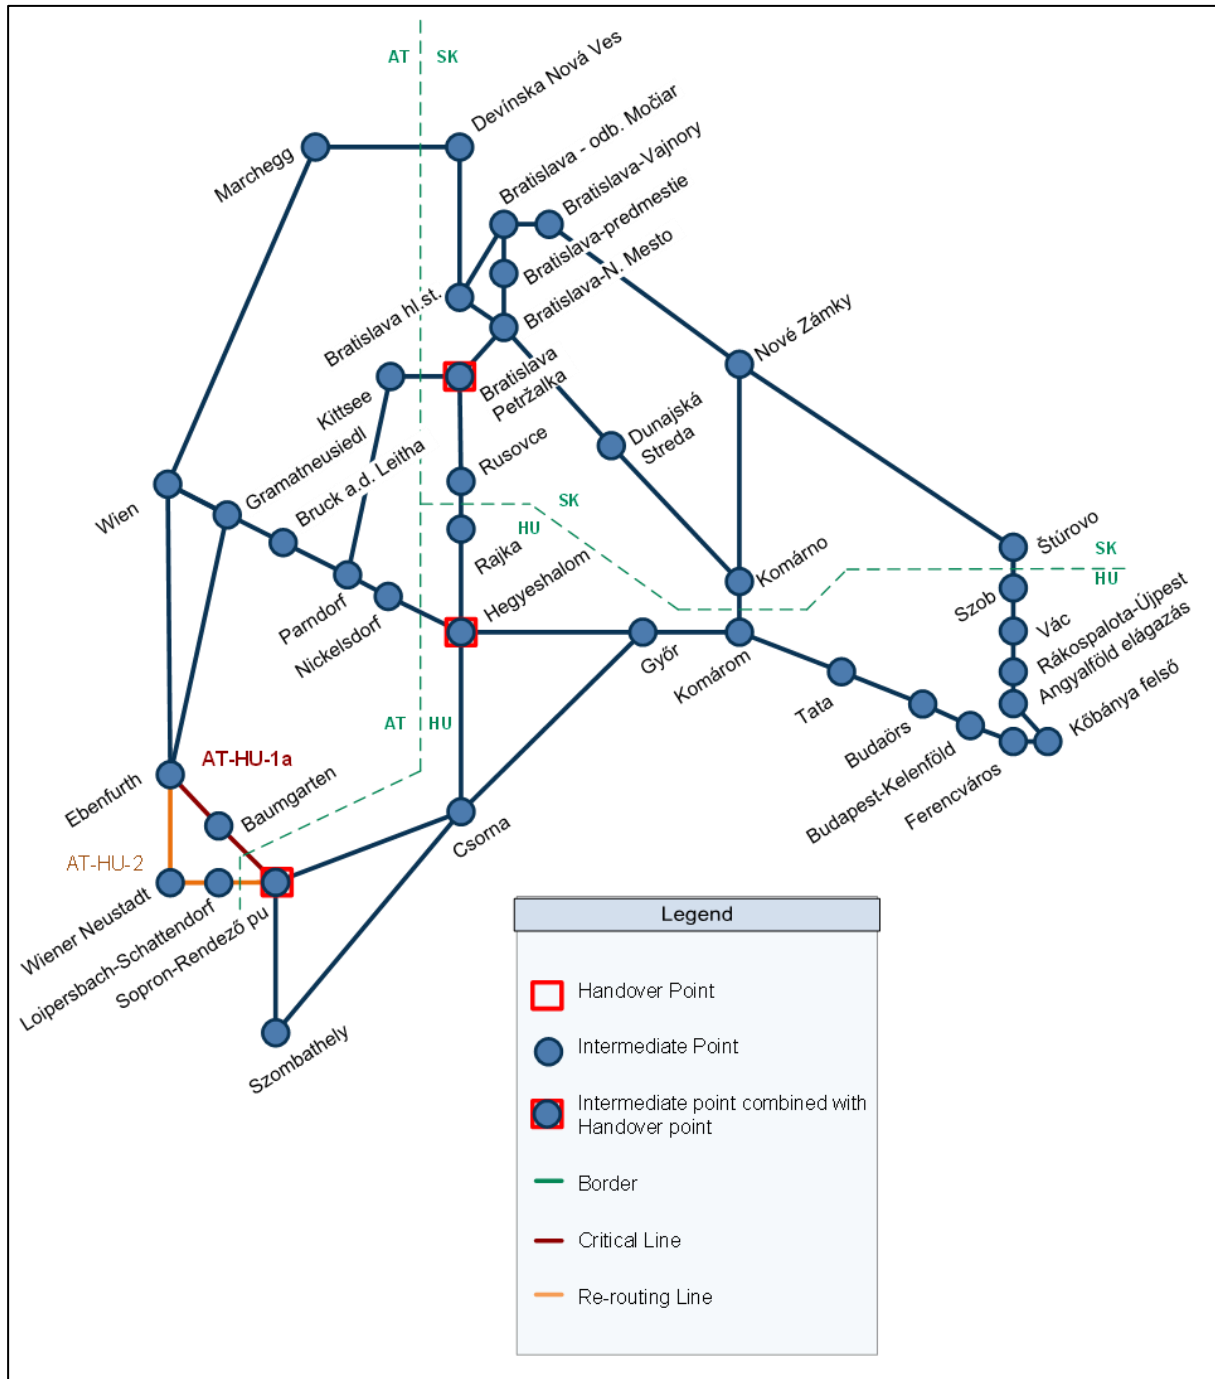 AT
SK
Devínska Nová Ves
Bratislava - odb. Močiar
Bratislava-Vajnory
Marchegg
Bratislava-predmestie
Bratislava-N. Mesto
Bratislava hl.st.
Nové Zámky
Bratislava
Petržalka
Kittsee
Dunajská
Streda
Gramatneusiedl
Bruck a.d. Leitha
Rusovce
Wien
SK
HU
Rajka
Štúrovo
SK
HU
Komárno
Hegyeshalom
Szob
Vác
Parndorf
Nickelsdorf
Rákospalota-Újpest
Angyalföld elágazás
Győr
Komárom
Kőbánya felső
Tata
Budaörs
Budapest-Kelenföld
Ferencváros
AT
HU
AT-HU-1a
Ebenfurth
Baumgarten
Csorna
AT-HU-2
Wiener Neustadt
Loipersbach-Schattendorf
Sopron-Rendező pu
Szombathely
Legend
Handover Point
Intermediate Point
Intermediate point combined with
Handover point
Border
Critical Line
Re-routing Line